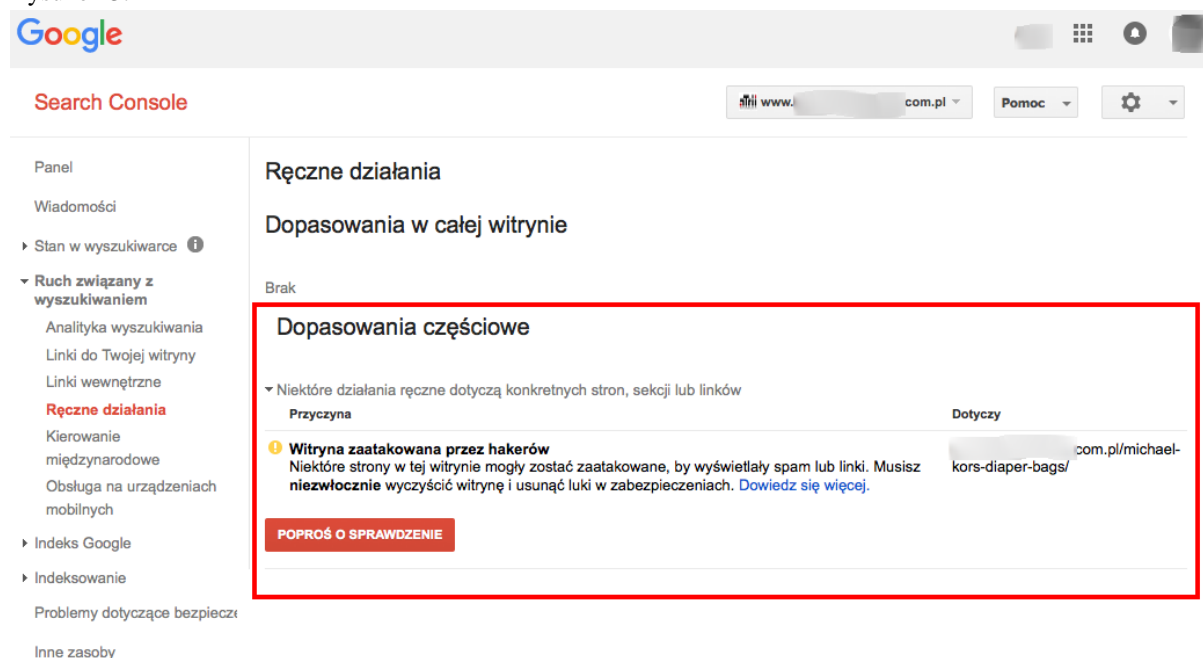 Google
Search Console
www.
com.pl
Pomoc
Panel
Wiadomości
Stan w wyszukiwarce
Ruch związany z
wyszukiwaniem
Analityka wyszukiwania
Linki do Twojej witryny
Linki wewnętrzne
Ręczne działania
Kierowanie
międzynarodowe
Obsługa na urządzeniach
mobilnych
Indeks Google
Indeksowanie
Problemy dotyczące bezpiecze
Inne zasoby
Ręczne działania
Dopasowania w całej witrynie
Brak
Dopasowania częściowe
Niektóre działania ręczne dotyczą konkretnych stron, sekcji lub linków
Przyczyna
Dotyczy
Witryna zaatakowana przez hakerów
Niektóre strony w tej witrynie mogły zostać zaatakowane, by wyświetlały spam lub linki. Musisz
niezwłocznie wyczyścić witrynę i usunąć luki w zabezpieczeniach. Dowiedz się więcej.
com.pl/michael-
kors-diaper-bags/
POPROŚ O SPRAWDZENIE